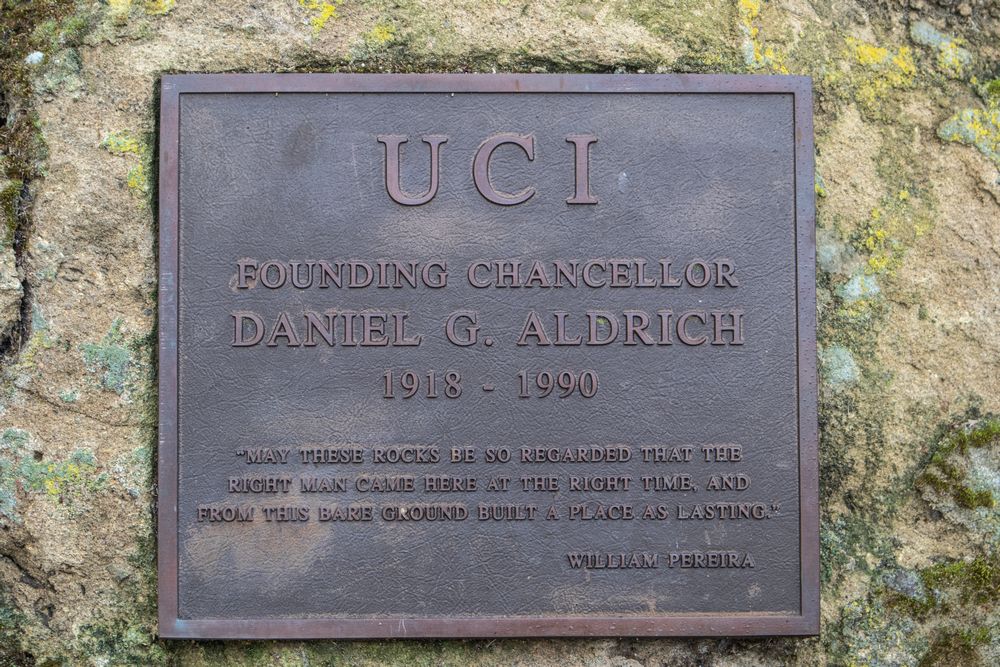 UCI
FOUNDING CHANCELLOR
DANIEL G. ALDRICH
1918 - 1990
"MAY THESE ROCKS BE SO REGARDED THAT THE
RIGHT MAN CAME HERE AT THE RIGHT TIME, AND
FROM THIS BARE GROUND BUILT A PLACE AS LASTING."
WILLIAM PEREIRA